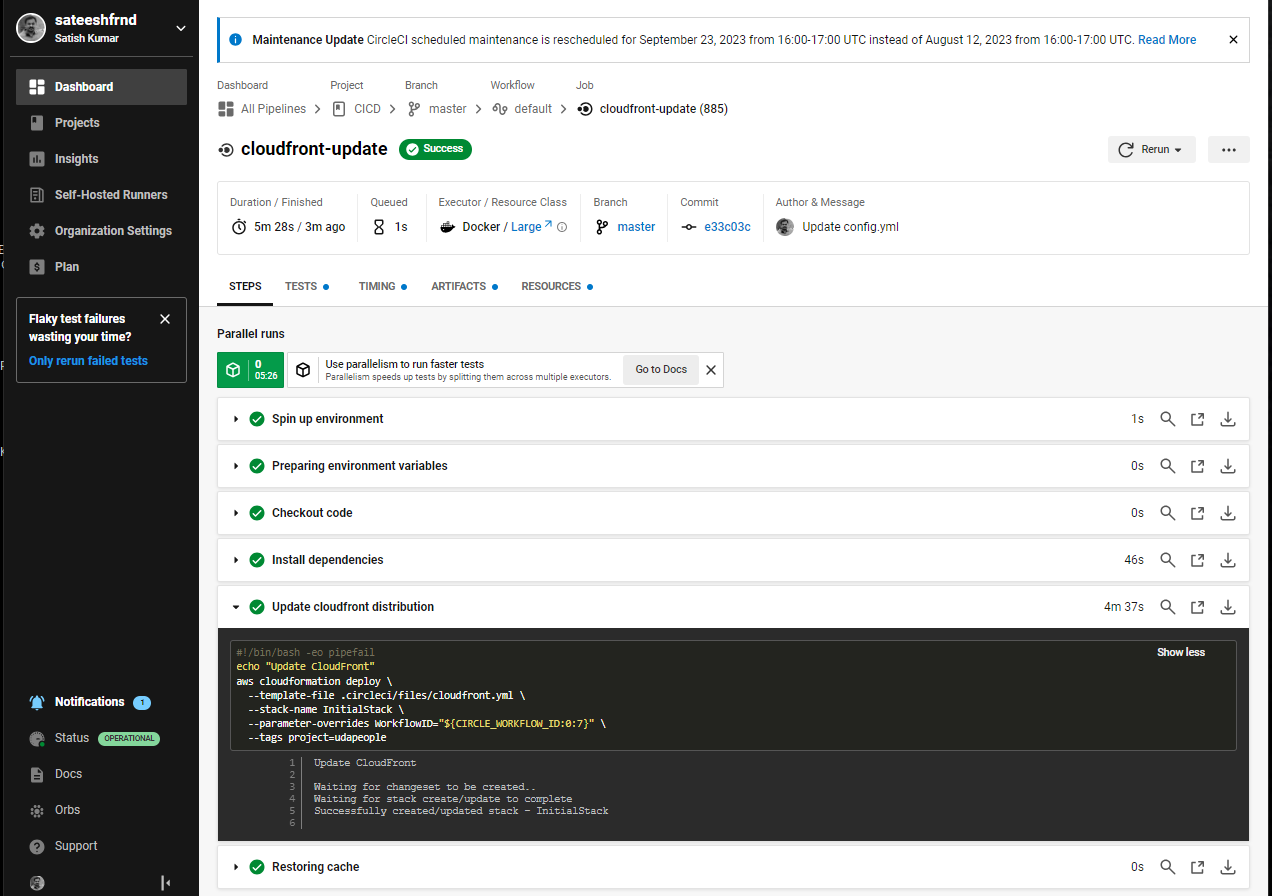 sateeshfrnd
Satish Kumar
Dashboard
Projects
Insights
Self-Hosted Runners
Organization Settings
Plan
Flaky test failures
wasting your time?
Only rerun failed tests
Notifications 1
Status OPERATIONAL
Docs
Orbs
Support
Maintenance Update CircleCI scheduled maintenance is rescheduled for September 23, 2023 from 16:00-17:00 UTC instead of August 12, 2023 from 16:00-17:00 UTC. Read More
Dashboard Project Branch Workflow Job
All Pipelines CICD master default cloudfront-update (885)
cloudfront-update Success
Rerun
Duration / Finished Queued Executor / Resource Class Branch Commit Author & Message
5m 28s / 3m ago 1s Docker / Large master e33c03c Update config.yml
STEPS TESTS TIMING ARTIFACTS RESOURCES
Parallel runs
0
05:26
Use parallelism to run faster tests
Parallelism speeds up tests by splitting them across multiple executors.
Go to Docs
Spin up environment 1s
Preparing environment variables 0s
Checkout code 0s
Install dependencies 46s
Update cloudfront distribution 4m 37s
#!/bin/bash -eo pipefail
Show less
echo "Update CloudFront"
aws cloudformation deploy \
--template-file .circleci/files/cloudfront.yml \
--stack-name InitialStack \
--parameter-overrides WorkflowID="${CIRCLE_WORKFLOW_ID:0:7}" \
--tags project=udapeople
1 Update CloudFront
2
3 Waiting for changeset to be created..
4 Waiting for stack create/update to complete
5 Successfully created/updated stack - InitialStack
6
Restoring cache 0s